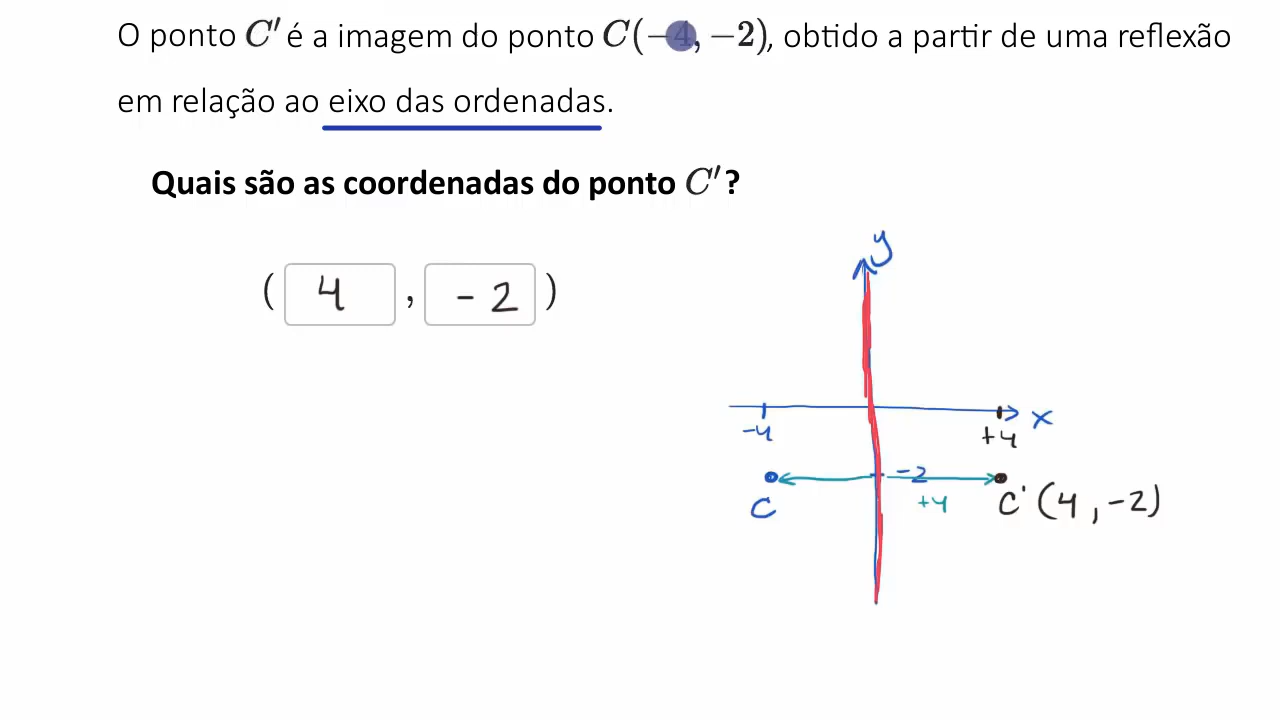 O ponto C′ é a imagem do ponto C(−4, −2), obtido a partir de uma reflexão
em relação ao eixo das ordenadas.
Quais são as coordenadas do ponto C′?
( 4 , -2 )
y
x
-4
+4
-2
+4
C
C' (4, -2)